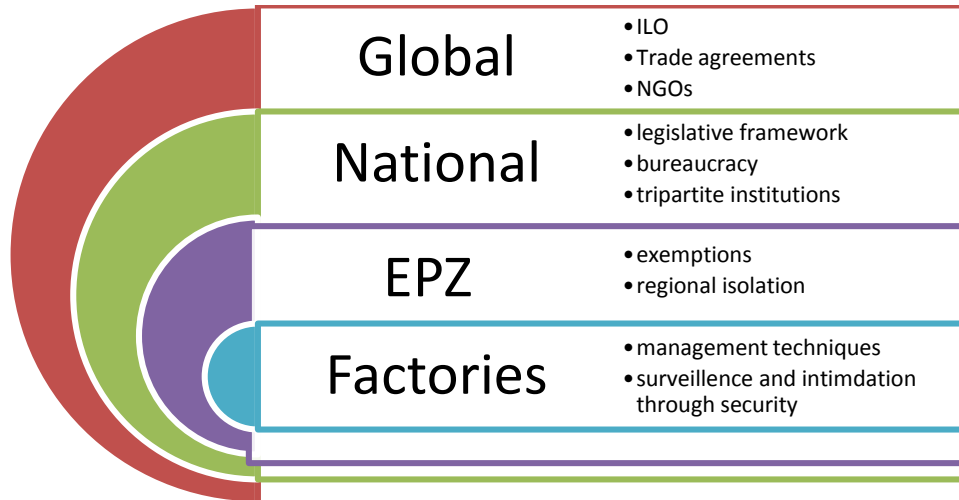 Global
•ILO
•Trade agreements
•NGOs
National
•legislative framework
•bureaucracy
•tripartite institutions
EPZ
•exemptions
•regional isolation
Factories
•management techniques
•surveillence and intimdation
through security